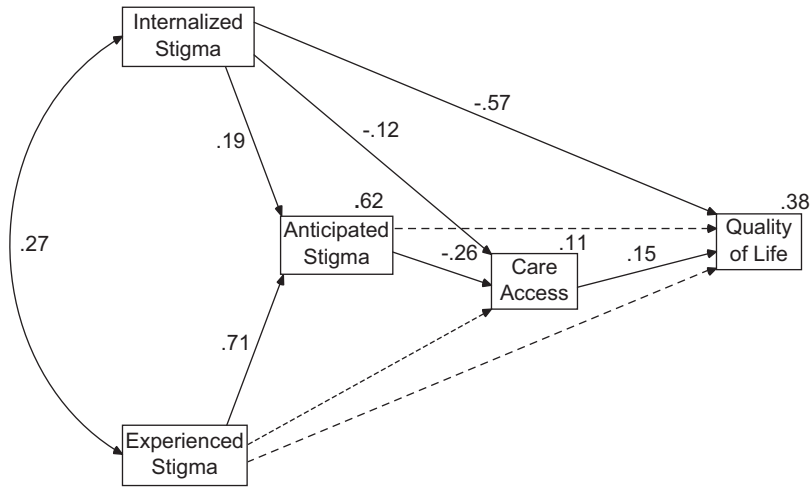 Internalized
Stigma
-.57
-.12
.19
.62
.38
Anticipated
Stigma
Quality
of Life
.27
-.26
.11
.15
Care
Access
.71
Experienced
Stigma